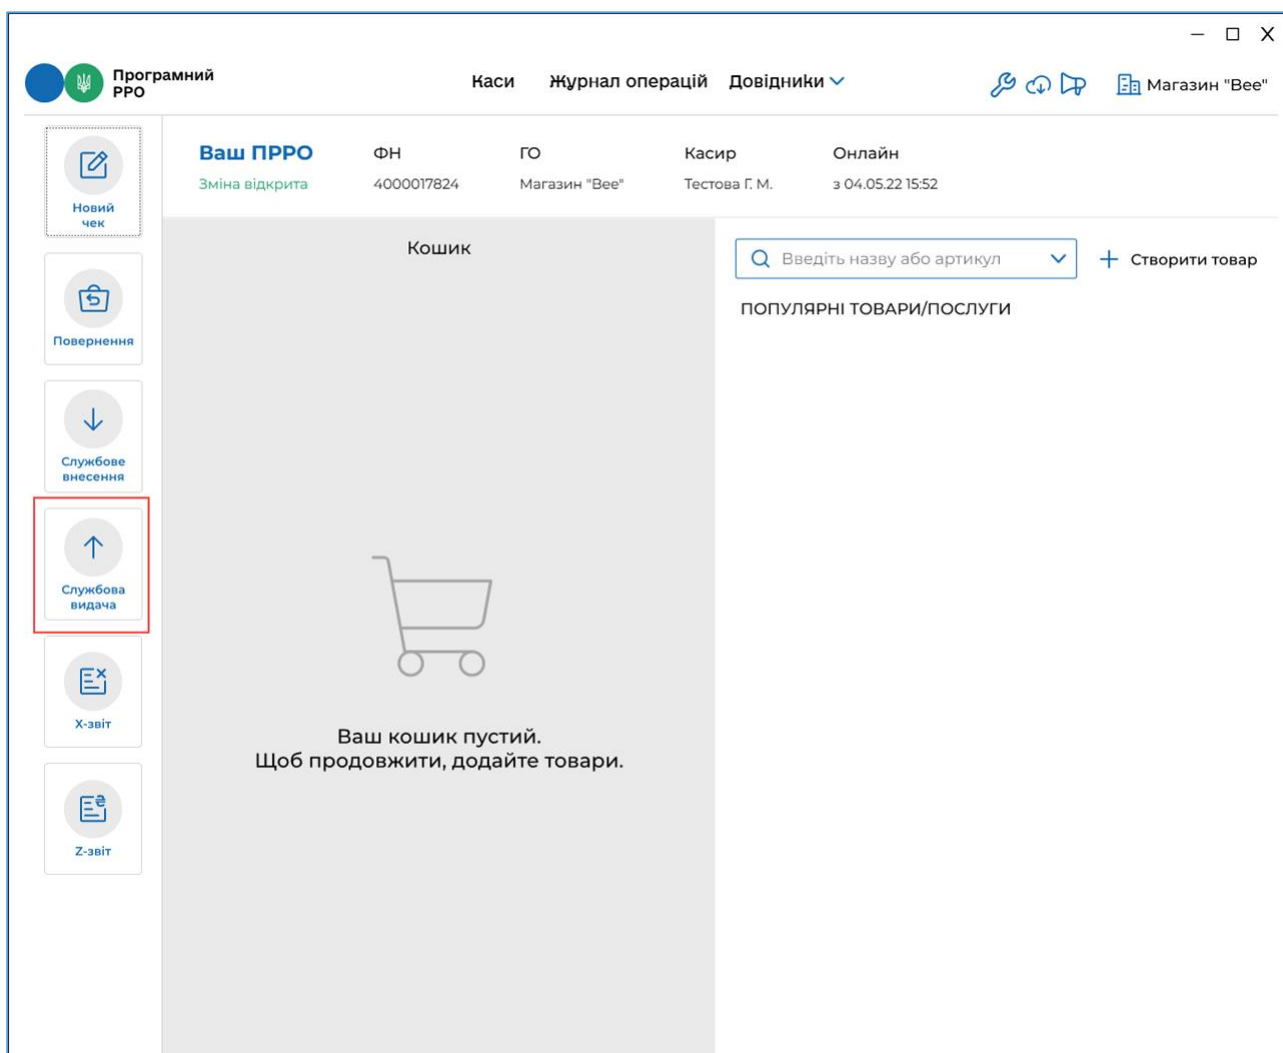 Програмний
РРО
Каси Журнал операцій Довідники
Магазин "Bee"
Ваш ПРРО ФН ГО Касир Онлайн
Зміна відкрита 4000017824 Магазин "Bee" Тестова Г. М. з 04.05.22 15:52
Новий
чек
Повернення
Службове
внесення
Службова
видача
X-звіт
Z-звіт
Кошик
Ваш кошик пустий.
Щоб продовжити, додайте товари.
Введіть назву або артикул
Створити товар
ПОПУЛЯРНІ ТОВАРИ/ПОСЛУГИ